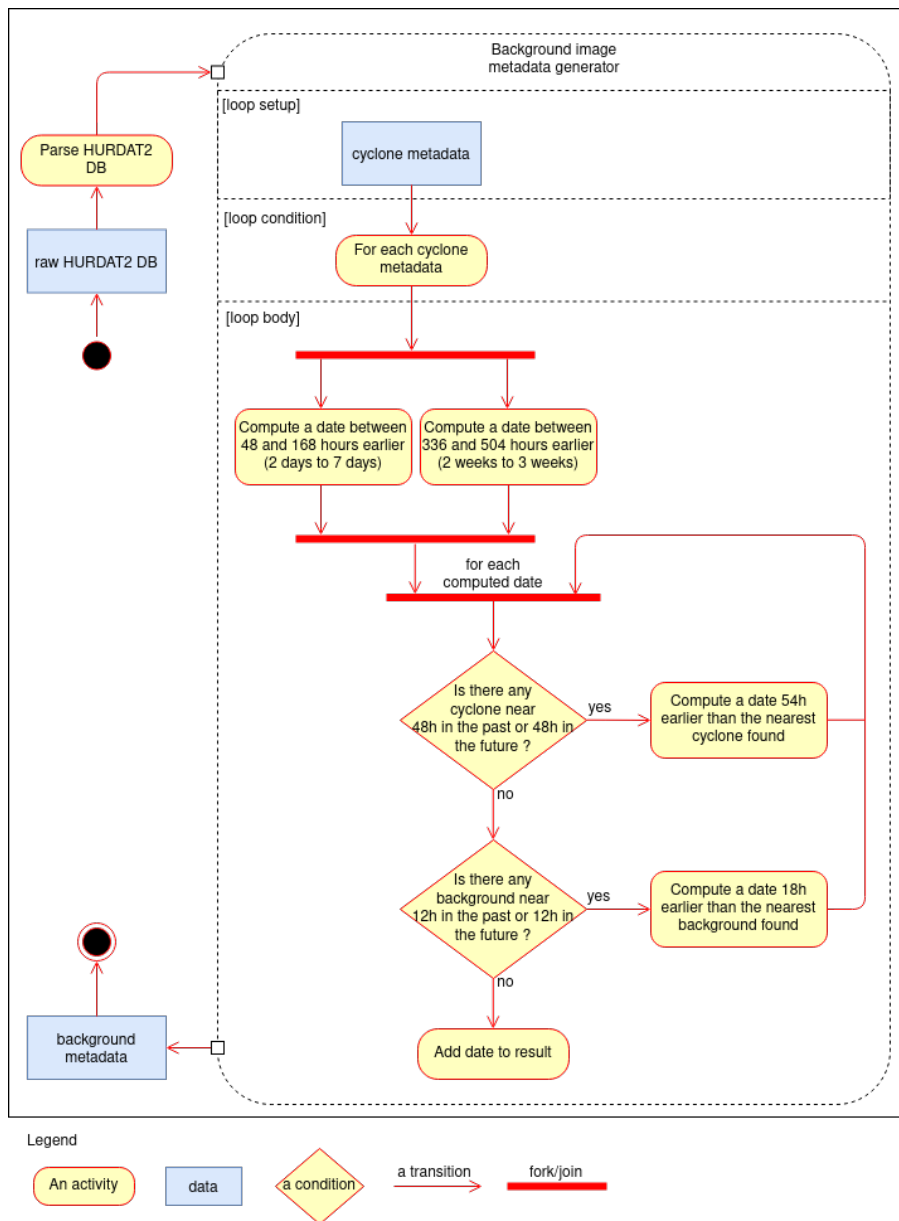 Background image
metadata generator
[loop setup]
Parse HURDAT2
DB
cyclone metadata
[loop condition]
raw HURDAT2 DB
For each cyclone
metadata
[loop body]
Compute a date between
48 and 168 hours earlier
(2 days to 7 days)
Compute a date between
336 and 504 hours earlier
(2 weeks to 3 weeks)
for each
computed date
Is there any
cyclone near
48h in the past or 48h in
the future ?
yes
Compute a date 54h
earlier than the nearest
cyclone found
no
Is there any
background near
12h in the past or 12h in
the future ?
yes
Compute a date 18h
earlier than the nearest
background found
no
background
metadata
Add date to result
Legend
An activity
data
a condition
a transition
fork/join